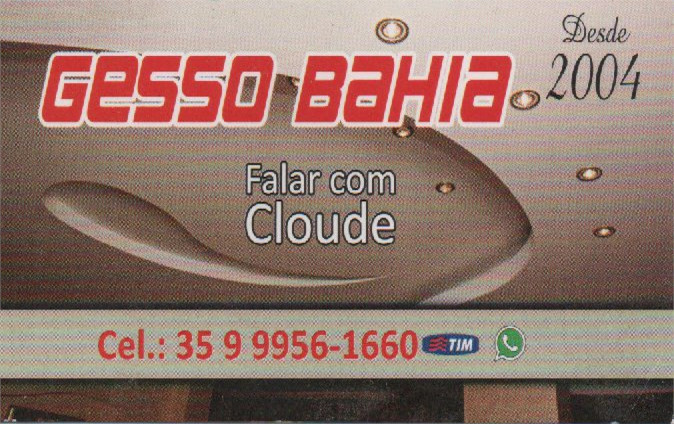 Desde
2004
GESSO BAHIA
Falar com
Cloude
Cel.: 35 9 9956-1660 TIM